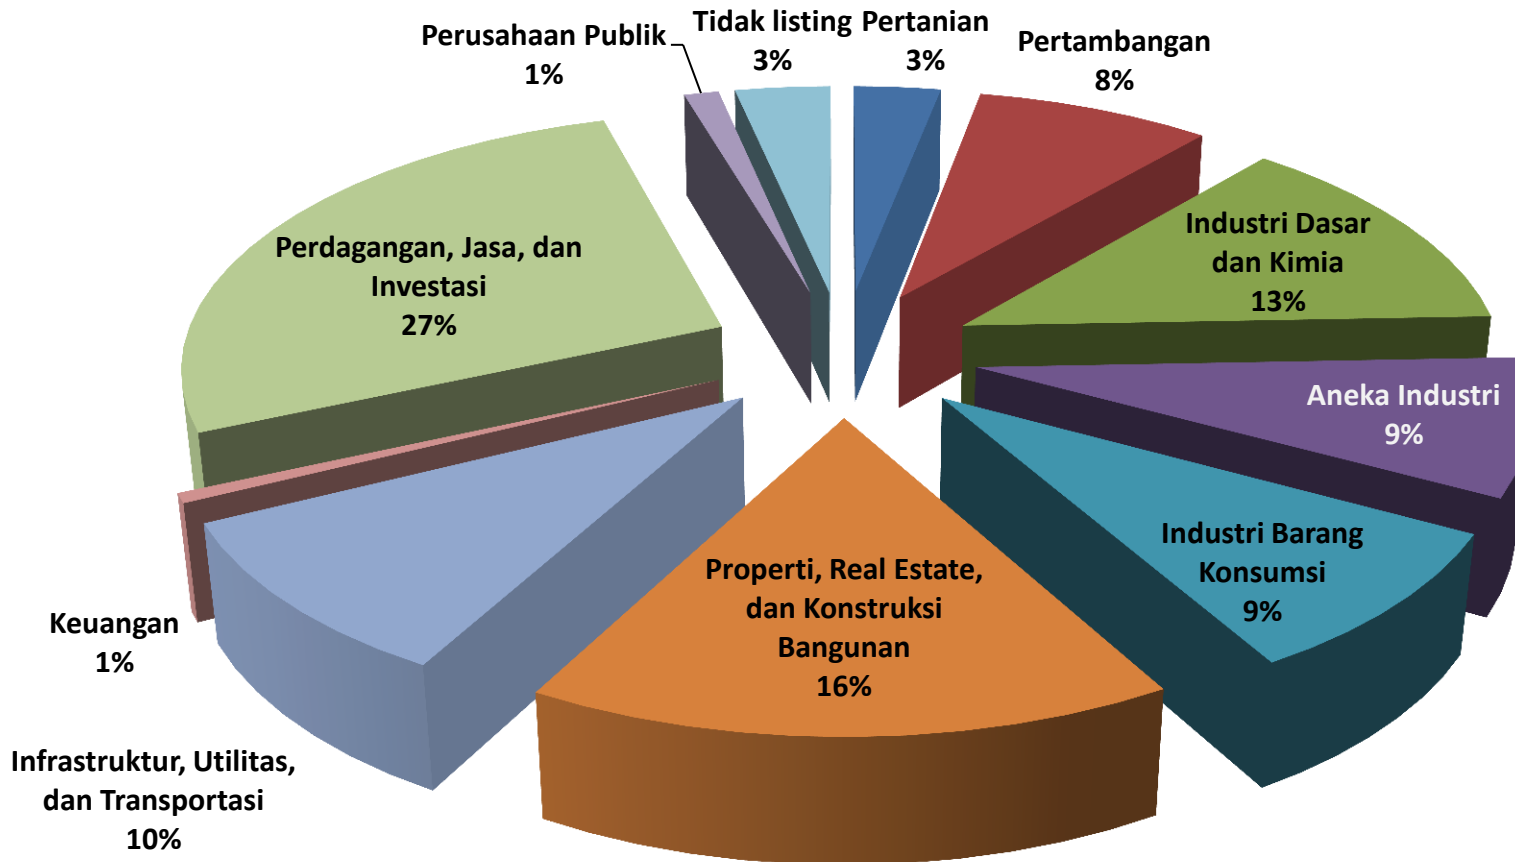 Perusahaan Publik
1%
Tidak listing
3%
Pertanian
3%
Pertambangan
8%
Industri Dasar
dan Kimia
13%
Aneka Industri
9%
Industri Barang
Konsumsi
9%
Properti, Real Estate,
dan Konstruksi
Bangunan
16%
Infrastruktur, Utilitas,
dan Transportasi
10%
Keuangan
1%
Perdagangan, Jasa, dan
Investasi
27%